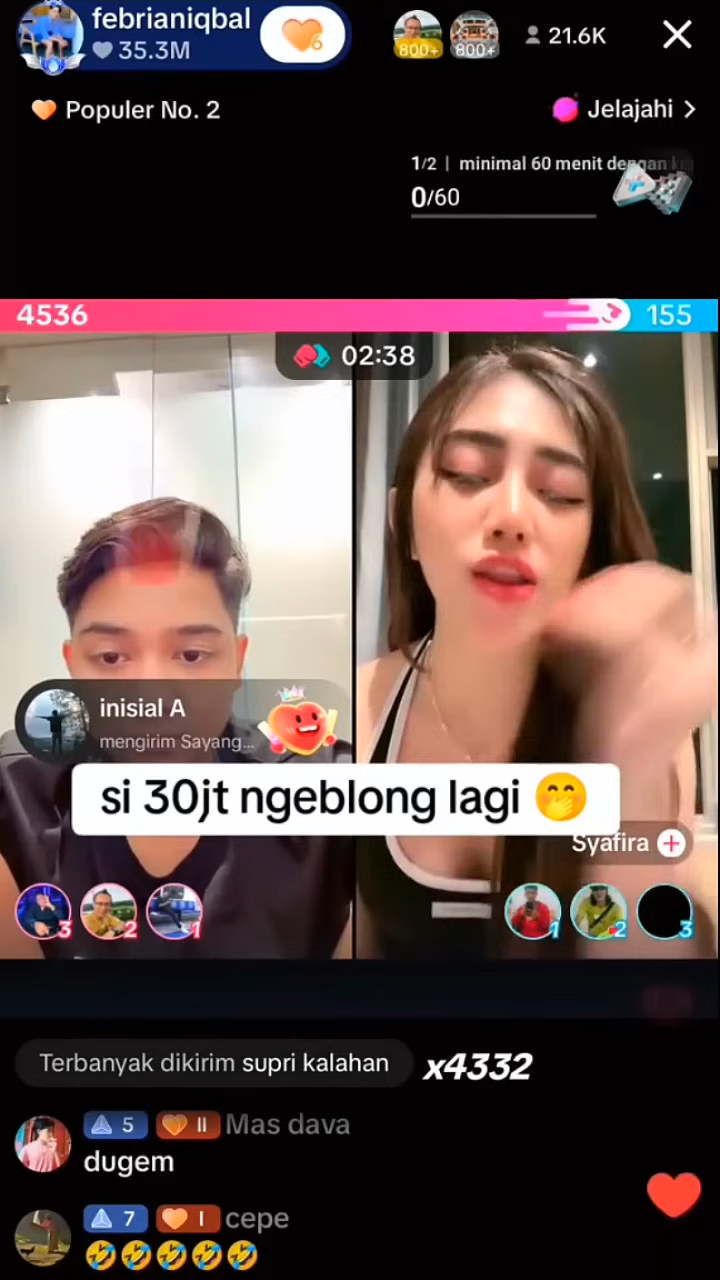 febrianiqbal
35.3M
6
800+
800+
21.6K
Populer No. 2
Jelajahi >
1/2 | minimal 60 menit dengan
0/60
4536
155
02:38
inisial A
mengirim Sayang...
si 30jt ngeblong lagi 🤭
Syafira +
3
2
1
1
2
3
Terbanyak dikirim supri kalahan x4332
5 II Mas dava
dugem
7 I cepe
🤣🤣🤣🤣🤣